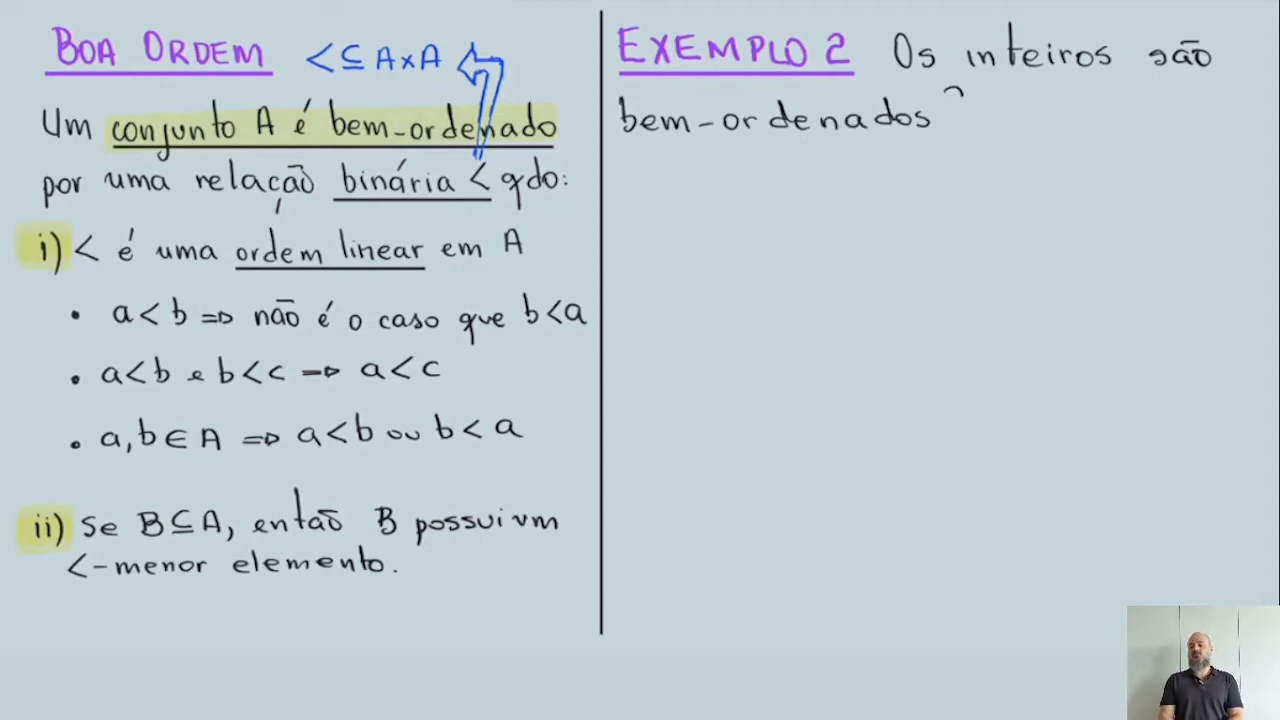 BOA ORDEM < ⊆ A×A
Um conjunto A é bem-ordenado
por uma relação binária < qdo:
i) < é uma ordem linear em A
• a<b ⇒ não é o caso que b<a
• a<b e b<c ⇒ a<c
• a,b ∈ A ⇒ a<b ou b<a
ii) Se B⊆A, então B possui um
<-menor elemento.
EXEMPLO 2 Os inteiros são
bem-ordenados